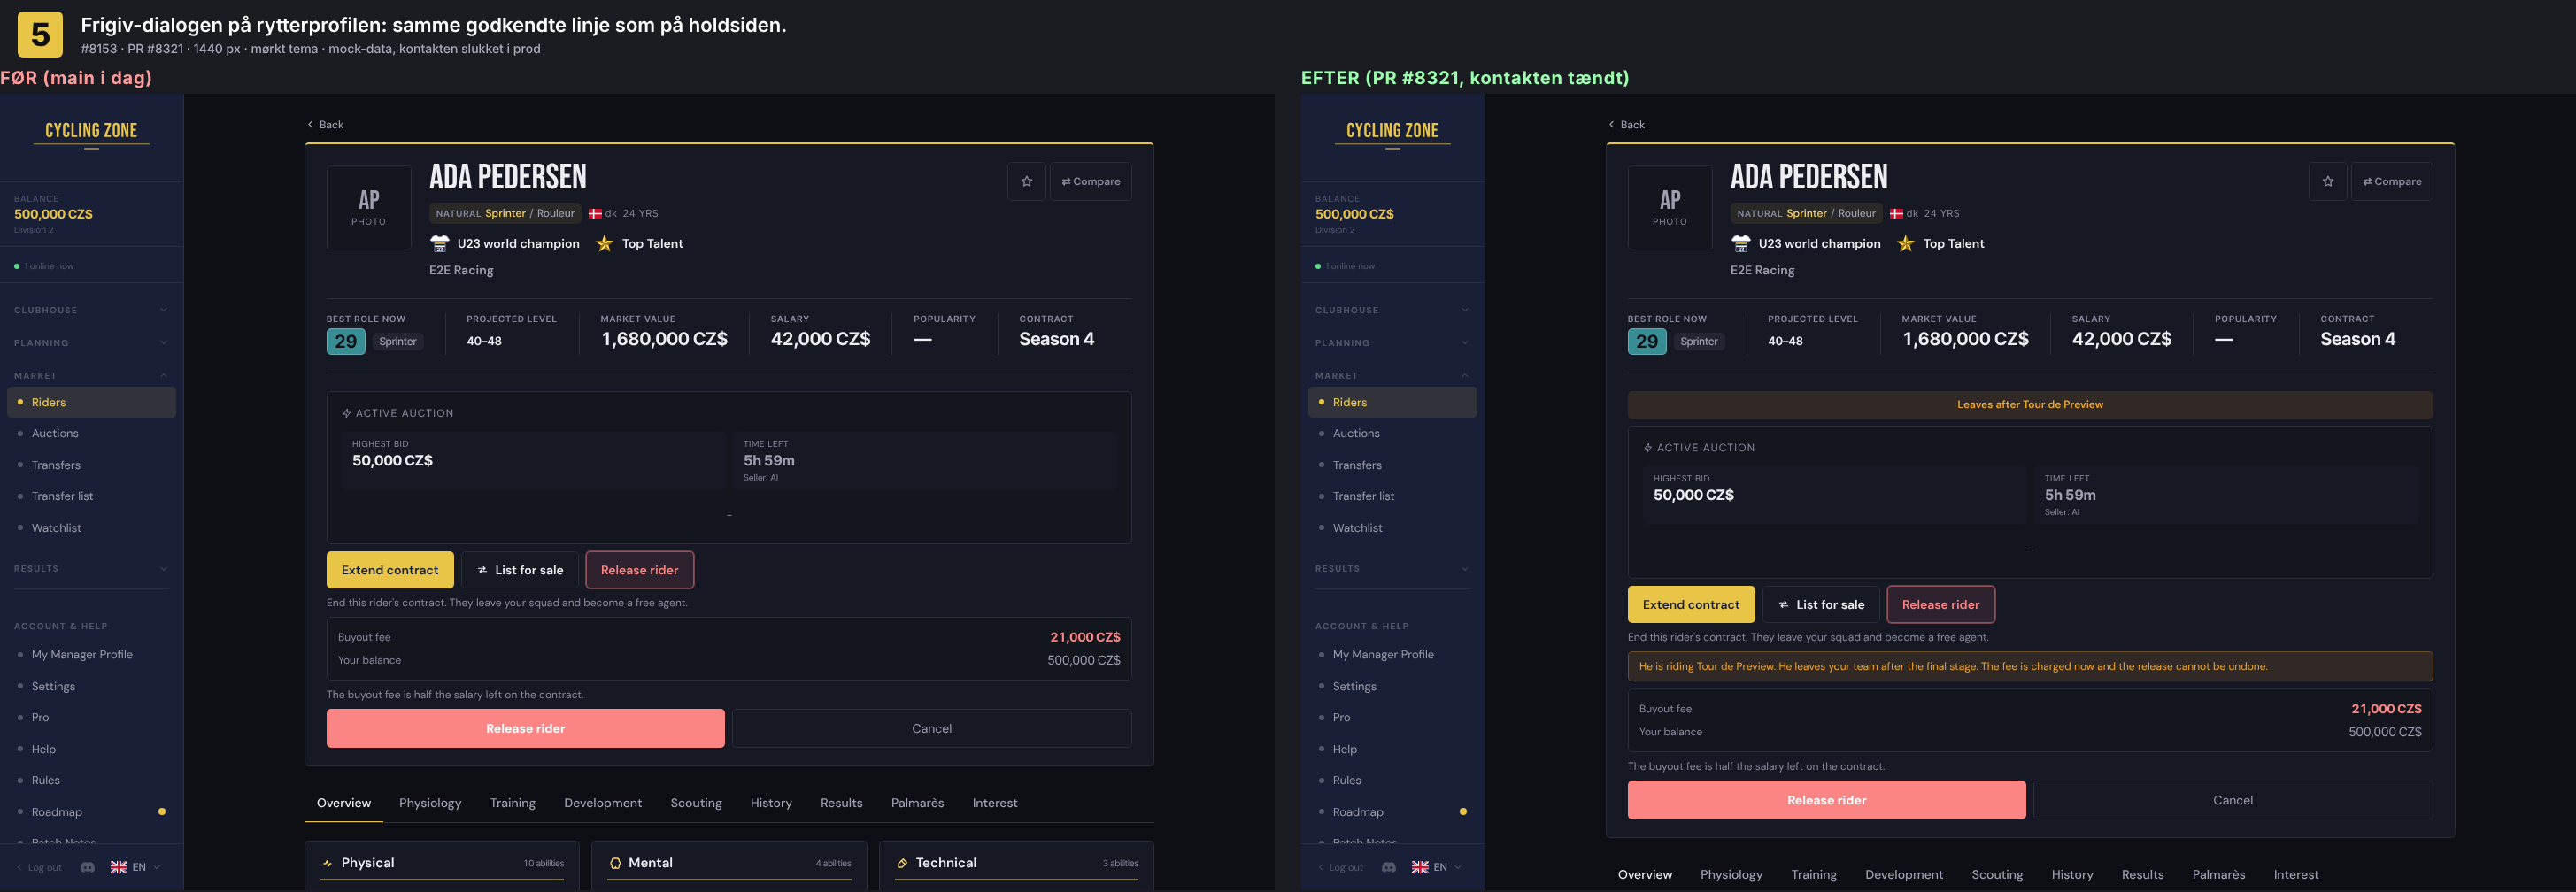 5
Frigiv-dialogen på rytterprofilen: samme godkendte linje som på holdsiden.
#8153 · PR #8321 · 1440 px · mørkt tema · mock-data, kontakten slukket i prod
FØR (main i dag)
CYCLING ZONE
BALANCE
500,000 CZ$
Division 2
1 online now
CLUBHOUSE
PLANNING
MARKET
Riders
Auctions
Transfers
Transfer list
Watchlist
RESULTS
ACCOUNT & HELP
My Manager Profile
Settings
Pro
Help
Rules
Roadmap
Patch Notes
Log out
EN
Back
AP
PHOTO
ADA PEDERSEN
NATURAL Sprinter / Rouleur dk 24 YRS
U23 world champion Top Talent
E2E Racing
Compare
BEST ROLE NOW PROJECTED LEVEL MARKET VALUE SALARY POPULARITY CONTRACT
29 Sprinter 40–48 1,680,000 CZ$ 42,000 CZ$ — Season 4
ACTIVE AUCTION
HIGHEST BID TIME LEFT
50,000 CZ$ 5h 59m
Seller: AI
-
Extend contract List for sale Release rider
End this rider's contract. They leave your squad and become a free agent.
Buyout fee 21,000 CZ$
Your balance 500,000 CZ$
The buyout fee is half the salary left on the contract.
Release rider Cancel
Overview Physiology Training Development Scouting History Results Palmarès Interest
Physical 10 abilities Mental 4 abilities Technical 3 abilities
EFTER (PR #8321, kontakten tændt)
CYCLING ZONE
BALANCE
500,000 CZ$
Division 2
1 online now
CLUBHOUSE
PLANNING
MARKET
Riders
Auctions
Transfers
Transfer list
Watchlist
RESULTS
ACCOUNT & HELP
My Manager Profile
Settings
Pro
Help
Rules
Roadmap
Patch Notes
Log out
EN
Back
AP
PHOTO
ADA PEDERSEN
NATURAL Sprinter / Rouleur dk 24 YRS
U23 world champion Top Talent
E2E Racing
Compare
BEST ROLE NOW PROJECTED LEVEL MARKET VALUE SALARY POPULARITY CONTRACT
29 Sprinter 40–48 1,680,000 CZ$ 42,000 CZ$ — Season 4
Leaves after Tour de Preview
ACTIVE AUCTION
HIGHEST BID TIME LEFT
50,000 CZ$ 5h 59m
Seller: AI
-
Extend contract List for sale Release rider
End this rider's contract. They leave your squad and become a free agent.
He is riding Tour de Preview. He leaves your team after the final stage. The fee is charged now and the release cannot be undone.
Buyout fee 21,000 CZ$
Your balance 500,000 CZ$
The buyout fee is half the salary left on the contract.
Release rider Cancel
Overview Physiology Training Development Scouting History Results Palmarès Interest